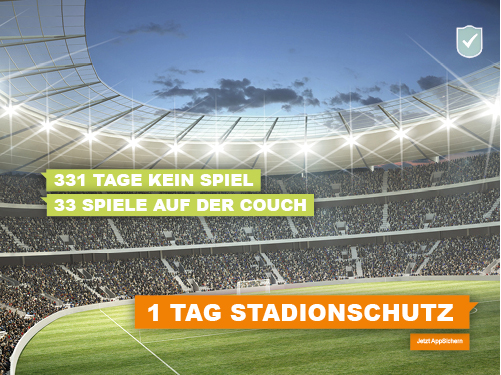 331 TAGE KEIN SPIEL
33 SPIELE AUF DER COUCH
1 TAG STADIONSCHUTZ
Jetzt AppSichern